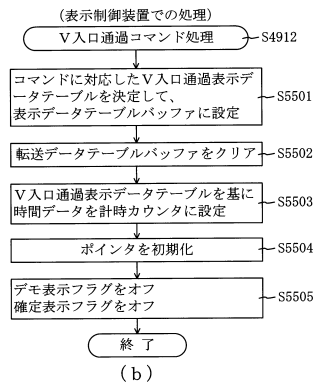 (表示制御装置での処理)
V入口通過コマンド処理
S4912
コマンドに対応したV入口通過表示デ
ータテーブルを決定して、
表示データテーブルバッファに設定
S5501
転送データテーブルバッファをクリア
S5502
V入口通過表示データテーブルを基に
時間データを計時カウンタに設定
S5503
ポインタを初期化
S5504
デモ表示フラグをオフ
確定表示フラグをオフ
S5505
終了
(b)